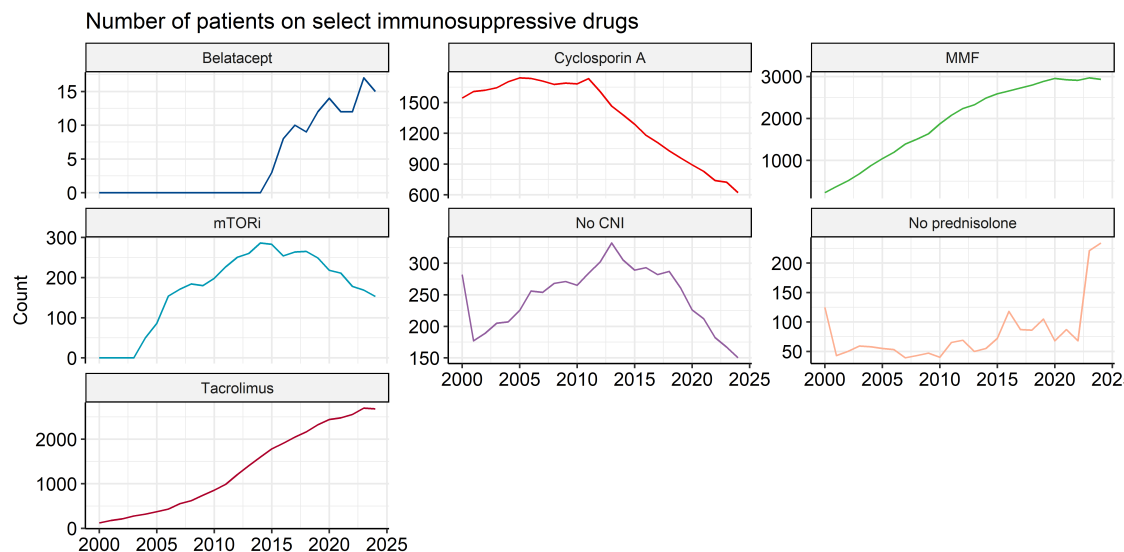 Number of patients on select immunosuppressive drugs
Belatacept
Cyclosporin A
MMF
15
10
5
0
1500
1200
900
600
3000
2000
1000
mTORi
No CNI
No prednisolone
300
200
100
0
300
250
200
150
200
150
100
50
Count
2000 2005 2010 2015 2020 2025
2000 2005 2010 2015 2020 202
Tacrolimus
2000
1000
0
2000 2005 2010 2015 2020 2025